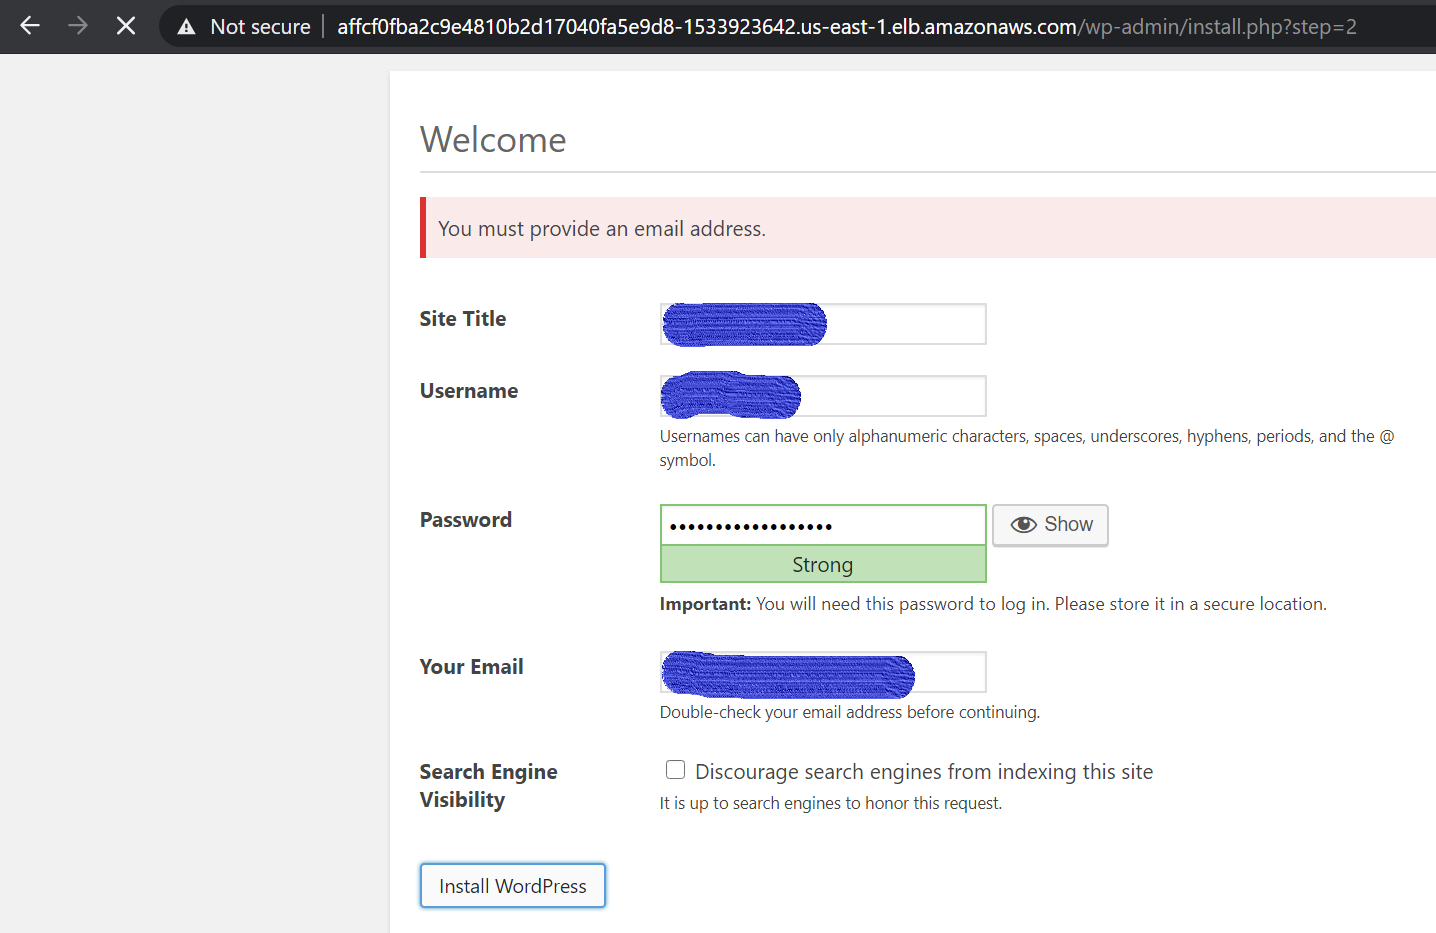 Not secure | affcf0fba2c9e4810b2d17040fa5e9d8-1533923642.us-east-1.elb.amazonaws.com/wp-admin/install.php?step=2
Welcome
You must provide an email address.
Site Title
Username
Usernames can have only alphanumeric characters, spaces, underscores, hyphens, periods, and the @
symbol.
Password
Show
Strong
Important: You will need this password to log in. Please store it in a secure location.
Your Email
Double-check your email address before continuing.
Search Engine
Visibility
Discourage search engines from indexing this site
It is up to search engines to honor this request.
Install WordPress